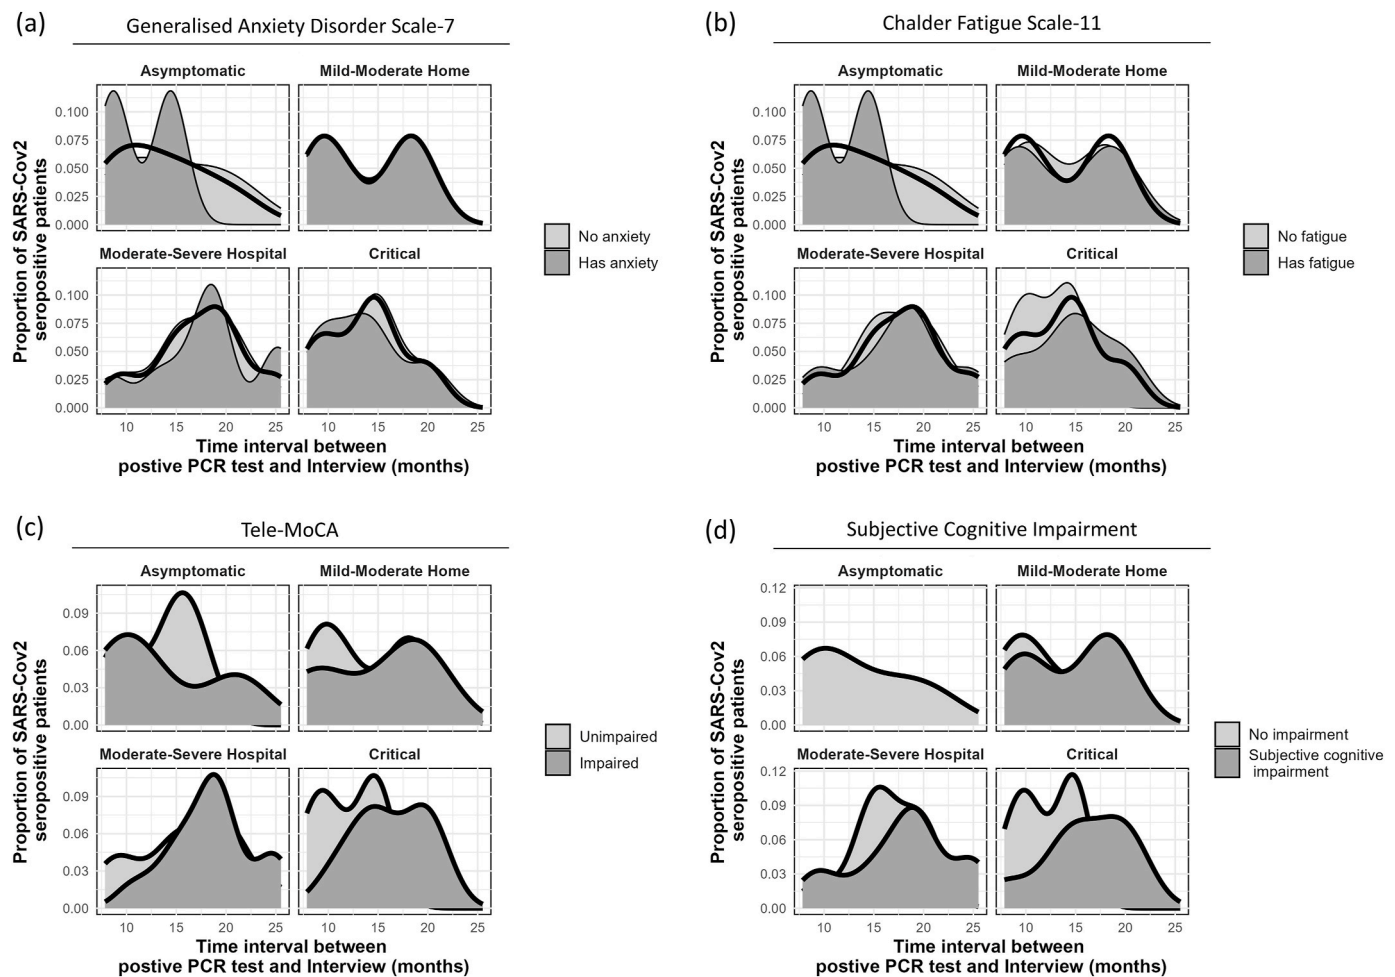 (a)
Generalised Anxiety Disorder Scale-7
Asymptomatic
Mild-Moderate Home
0.100
0.075
0.050
0.025
0.000
Moderate-Severe Hospital
Critical
0.100
0.075
0.050
0.025
0.000
10 15 20 25
10 15 20 25
Proportion of SARS-Cov2
seropositive patients
Time interval between
postive PCR test and Interview (months)
No anxiety
Has anxiety
(b)
Chalder Fatigue Scale-11
Asymptomatic
Mild-Moderate Home
0.100
0.075
0.050
0.025
0.000
Moderate-Severe Hospital
Critical
0.100
0.075
0.050
0.025
0.000
10 15 20 25
10 15 20 25
Proportion of SARS-Cov2
seropositive patients
Time interval between
postive PCR test and Interview (months)
No fatigue
Has fatigue
(c)
Tele-MoCA
Asymptomatic
Mild-Moderate Home
0.09
0.06
0.03
0.00
Moderate-Severe Hospital
Critical
0.09
0.06
0.03
0.00
10 15 20 25
10 15 20 25
Proportion of SARS-Cov2
seropositive patients
Time interval between
postive PCR test and Interview (months)
Unimpaired
Impaired
(d)
Subjective Cognitive Impairment
Asymptomatic
Mild-Moderate Home
0.12
0.09
0.06
0.03
0.00
Moderate-Severe Hospital
Critical
0.12
0.09
0.06
0.03
0.00
10 15 20 25
10 15 20 25
Proportion of SARS-Cov2
seropositive patients
Time interval between
postive PCR test and Interview (months)
No impairment
Subjective cognitive
impairment